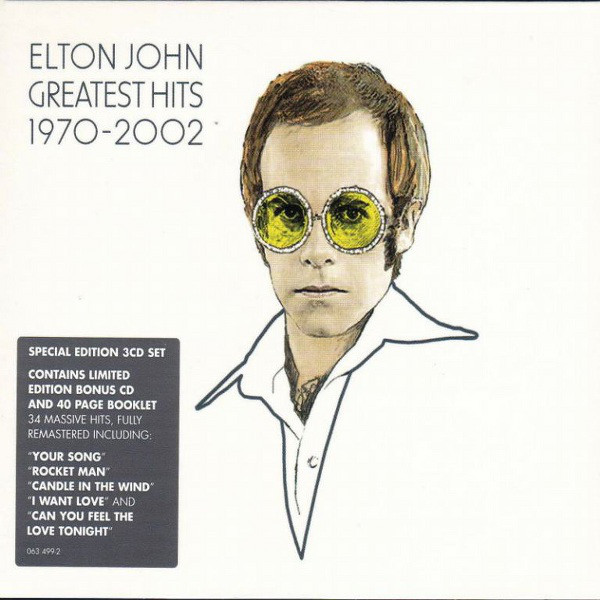 ELTON JOHN
GREATEST HITS
1970-2002
SPECIAL EDITION 3CD SET
CONTAINS LIMITED
EDITION BONUS CD
AND 40 PAGE BOOKLET
34 MASSIVE HITS, FULLY
REMASTERED INCLUDING:
"YOUR SONG"
"ROCKET MAN"
"CANDLE IN THE WIND"
"I WANT LOVE" AND
"CAN YOU FEEL THE
LOVE TONIGHT"
063 499-2